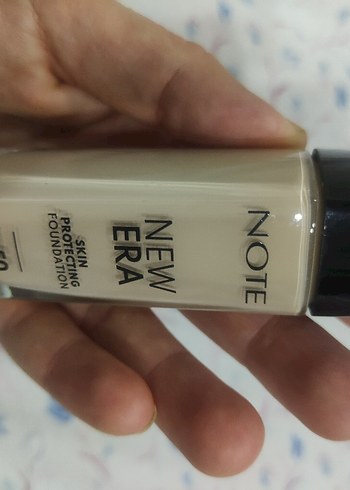 NOTE
NEW
ERA
SKIN
PROTECTING
FOUNDATION